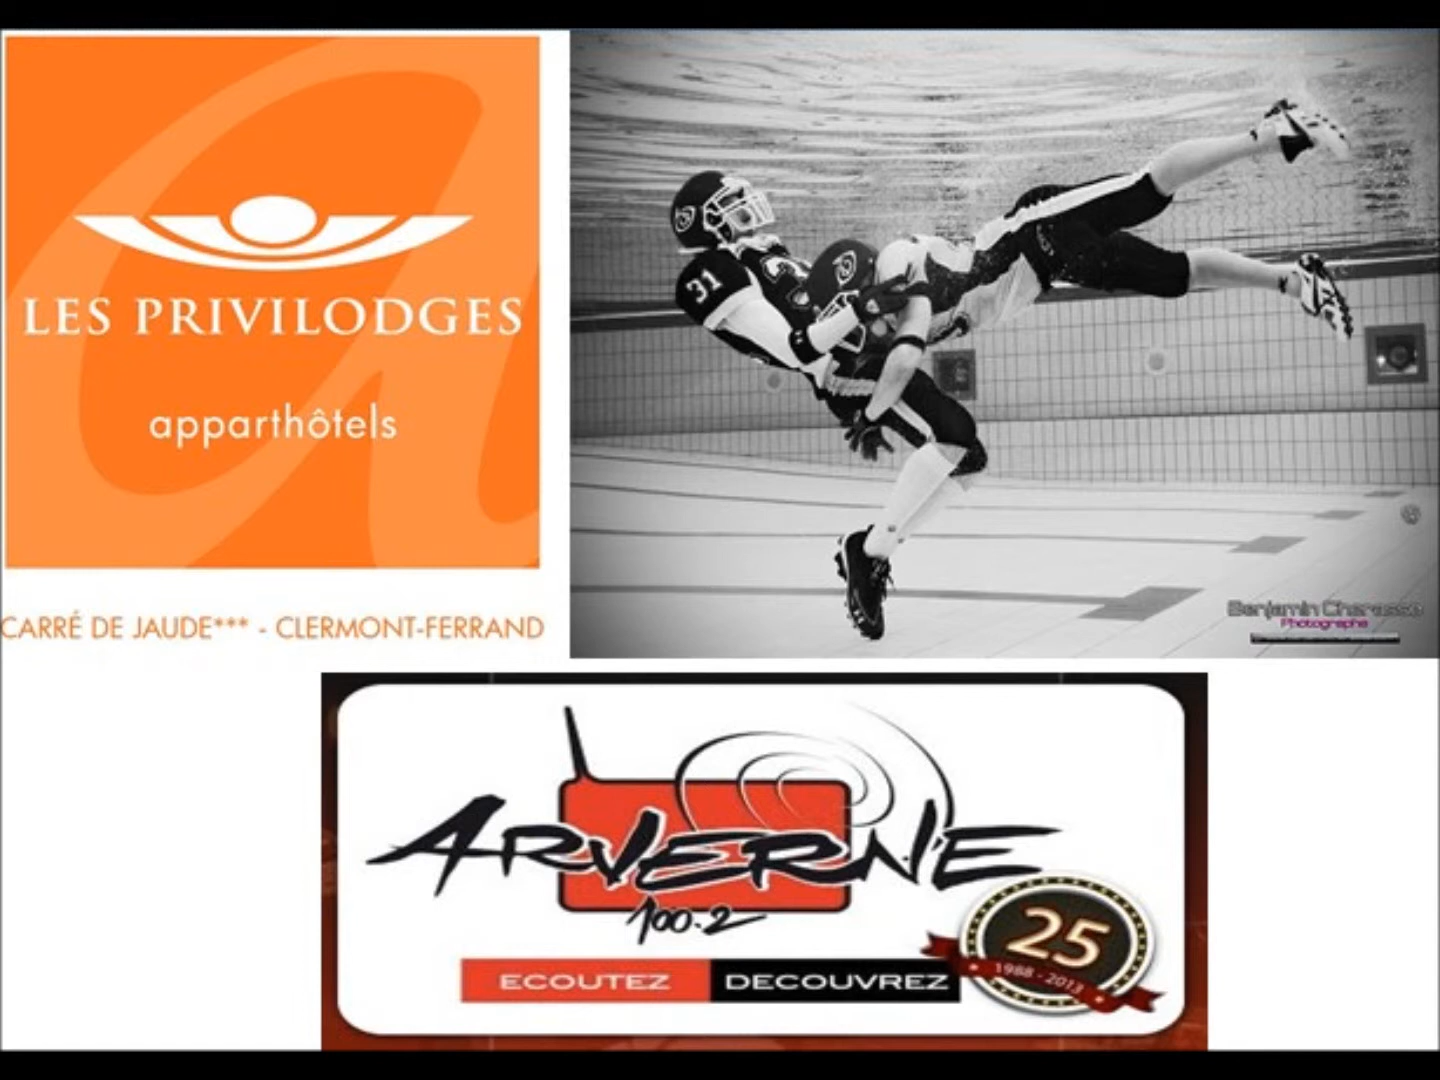 LES PRIVILODGES
apparthôtels
CARRÉ DE JAUDE*** - CLERMONT-FERRAND
31
Benjamin Cherasse
Photographe
ARVERNE
100.2
ECOUTEZ DECOUVREZ
25
1988 - 2013